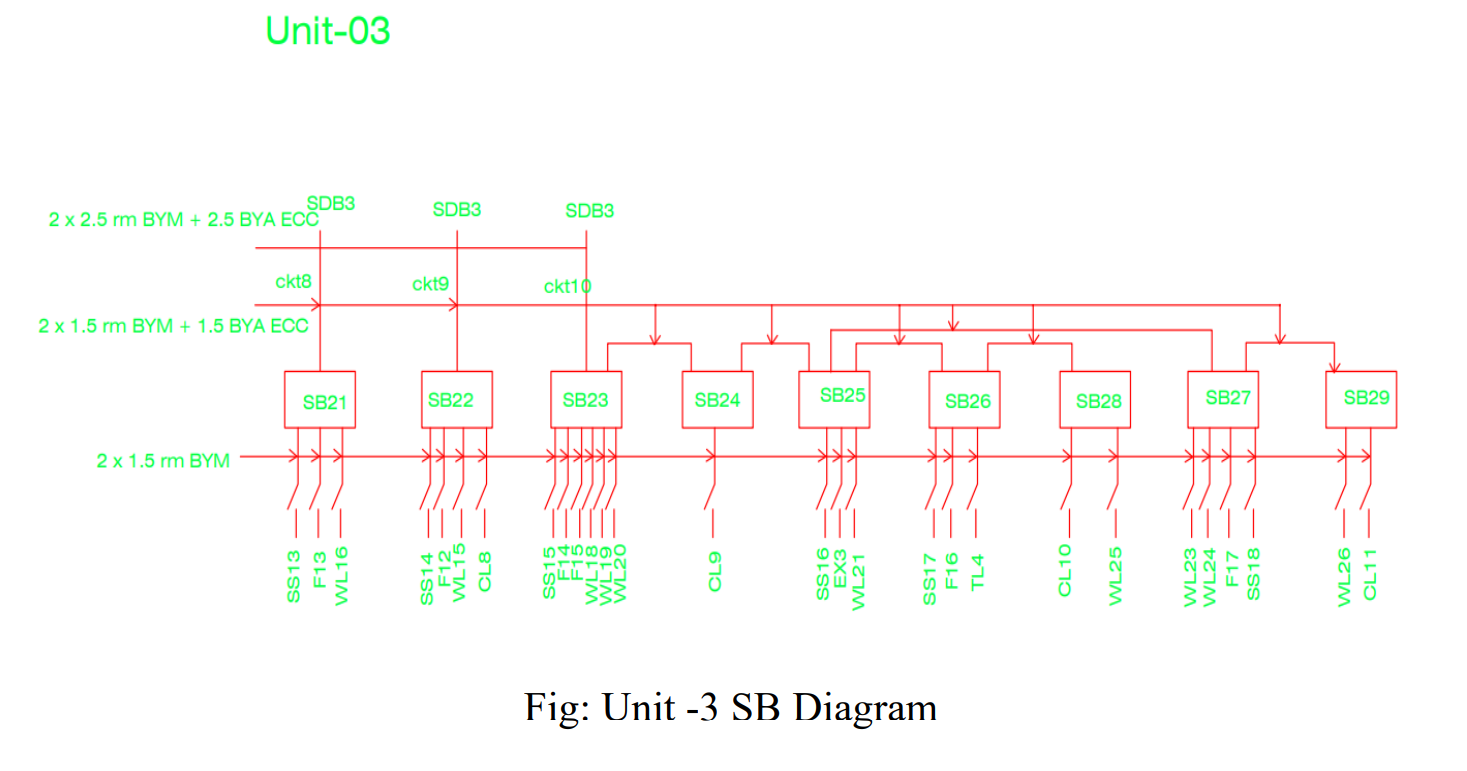 Unit-03
SDB3 SDB3 SDB3
2 x 2.5 rm BYM + 2.5 BYA ECC
ckt8 ckt9 ckt10
2 x 1.5 rm BYM + 1.5 BYA ECC
SB21 SB22 SB23 SB24 SB25 SB26 SB28 SB27 SB29
2 x 1.5 rm BYM
SS13
F13
WL16
SS14
F12
WL15
CL8
SS15
F14
F15
WL18
WL19
WL20
CL9
SS16
EX3
WL21
SS17
F16
TL4
CL10
WL25
WL23
WL24
F17
SS18
WL26
CL11
Fig: Unit -3 SB Diagram